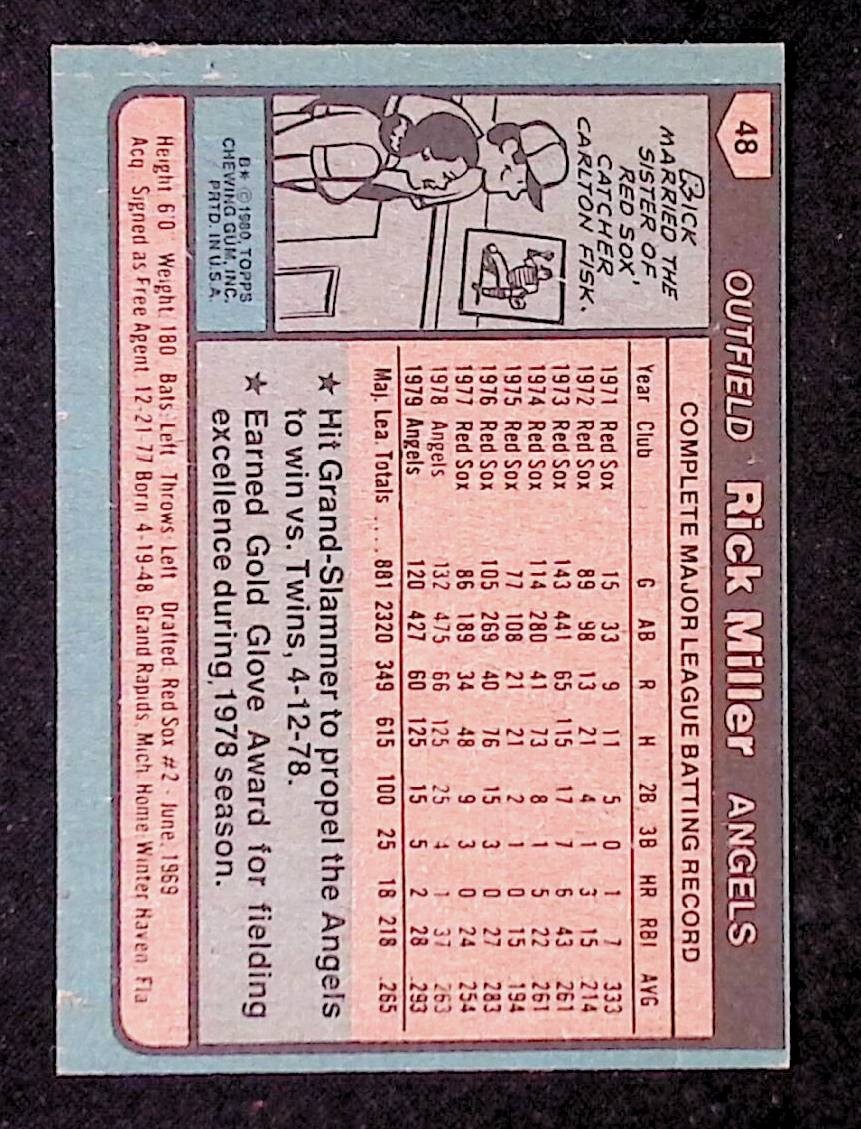 48 OUTFIELD Rick Miller ANGELS
RICK
MARRIED THE
SISTER OF
RED SOX'
CATCHER
CARLTON FISK.
B* © 1980, TOPPS
CHEWING GUM, INC.
PRTD. IN U.S.A.
COMPLETE MAJOR LEAGUE BATTING RECORD
Year Club G AB R H 2B 3B HR RBI AVG
1971 Red Sox 15 33 9 11 5 0 1 7 .333
1972 Red Sox 89 98 13 21 4 1 3 15 .214
1973 Red Sox 143 441 65 115 17 7 6 43 .261
1974 Red Sox 114 280 41 73 8 1 5 22 .261
1975 Red Sox 77 108 21 21 2 1 0 15 .194
1976 Red Sox 105 269 40 76 15 3 0 27 .283
1977 Red Sox 86 189 34 48 9 3 0 24 .254
1978 Angels 132 475 66 125 25 4 1 37 .263
1979 Angels 120 427 60 125 15 5 2 28 .293
Maj. Lea. Totals .... 881 2320 349 615 100 25 18 218 .265
★ Hit Grand-Slammer to propel the Angels
to win vs. Twins, 4-12-78.
★ Earned Gold Glove Award for fielding
excellence during 1978 season.
Height 6'0" Weight: 180 Bats: Left Throws: Left Drafted: Red Sox #2 - June, 1969
Acq. Signed as Free Agent, 12-21-77 Born 4-19-48, Grand Rapids, Mich Home: Winter Haven, Fla